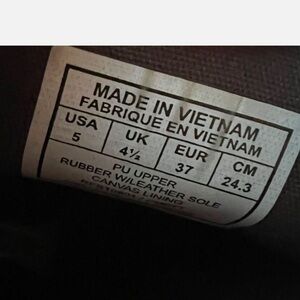 MADE IN VIETNAM
FABRIQUE EN VIETNAM
USA UK EUR CM
5 4½ 37 24.3
PU UPPER
RUBBER W/LEATHER SOLE
CANVAS LINING